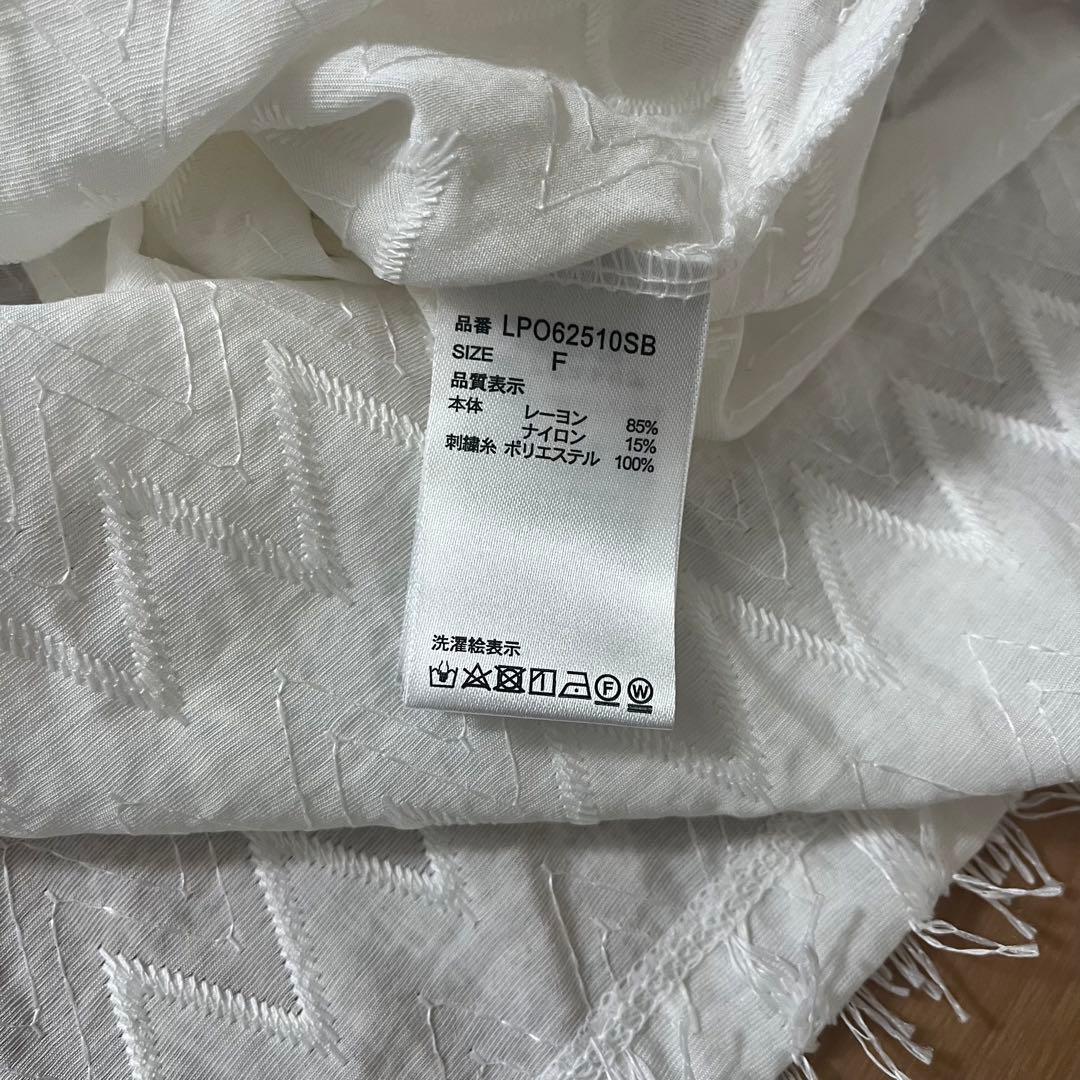 品番 LPO62510SB
SIZE F
品質表示
本体 レーヨン 85%
ナイロン 15%
刺繍糸 ポリエステル 100%
洗濯絵表示
F W